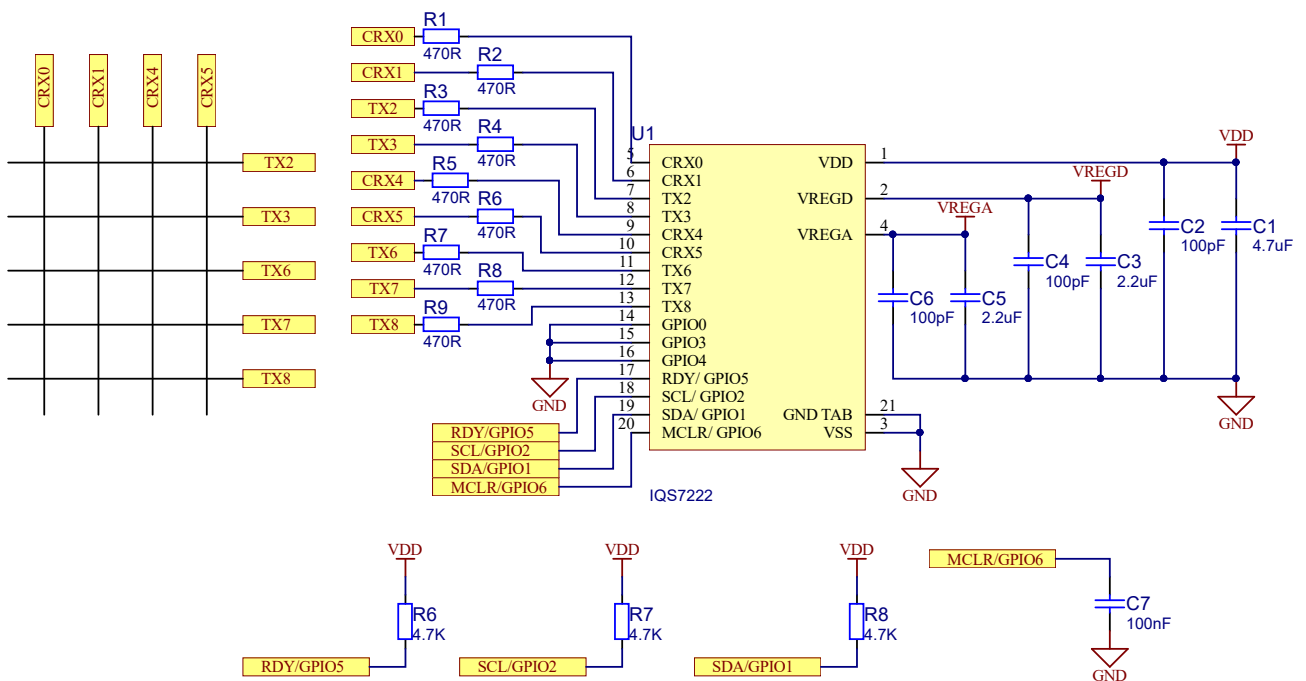 CRX0
CRX1
CRX4
CRX5
TX2
TX3
TX6
TX7
TX8
CRX0
R1
470R
CRX1
R2
470R
TX2
R3
470R
TX3
R4
470R
CRX4
R5
470R
CRX5
R6
470R
TX6
R7
470R
TX7
R8
470R
TX8
R9
470R
U1
5 CRX0
6 CRX1
7 TX2
8 TX3
9 CRX4
10 CRX5
11 TX6
12 TX7
13 TX8
14 GPIO0
15 GPIO3
16 GPIO4
17 RDY/ GPIO5
18 SCL/ GPIO2
19 SDA/ GPIO1
20 MCLR/ GPIO6
VDD 1
VREGD 2
VREGA 4
GND TAB 21
VSS 3
IQS7222
GND
RDY/GPIO5
SCL/GPIO2
SDA/GPIO1
MCLR/GPIO6
VDD
VREGD
VREGA
C2
100pF
C1
4.7uF
C4
100pF
C3
2.2uF
C6
100pF
C5
2.2uF
GND
GND
VDD
R6
4.7K
RDY/GPIO5
VDD
R7
4.7K
SCL/GPIO2
VDD
R8
4.7K
SDA/GPIO1
MCLR/GPIO6
C7
100nF
GND